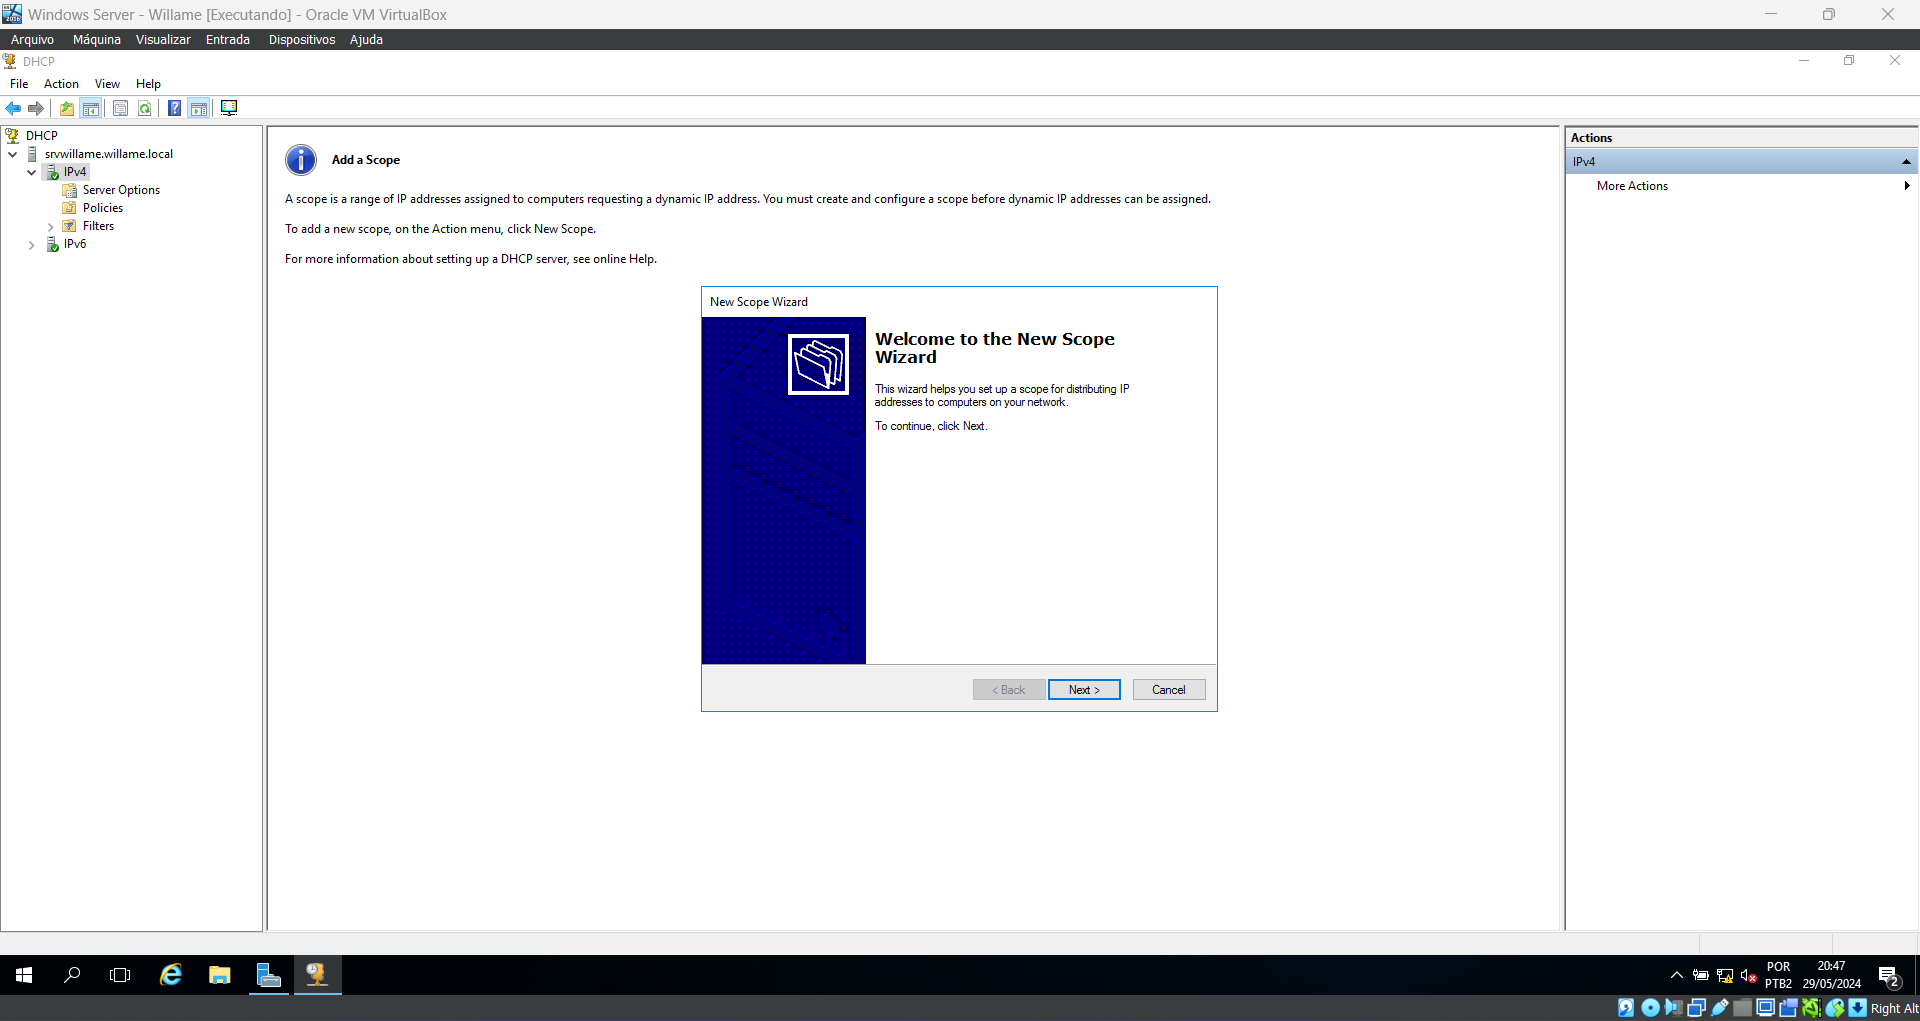 Windows Server - Willame [Executando] - Oracle VM VirtualBox
Arquivo Máquina Visualizar Entrada Dispositivos Ajuda
DHCP
File Action View Help
DHCP
srvwillame.willame.local
IPv4
Server Options
Policies
Filters
IPv6
Add a Scope
A scope is a range of IP addresses assigned to computers requesting a dynamic IP address. You must create and configure a scope before dynamic IP addresses can be assigned.
To add a new scope, on the Action menu, click New Scope.
For more information about setting up a DHCP server, see online Help.
New Scope Wizard
Welcome to the New Scope
Wizard
This wizard helps you set up a scope for distributing IP
addresses to computers on your network.
To continue, click Next.
< Back Next > Cancel
Actions
IPv4
More Actions
POR
PTB2
20:47
29/05/2024
2
Right Alt